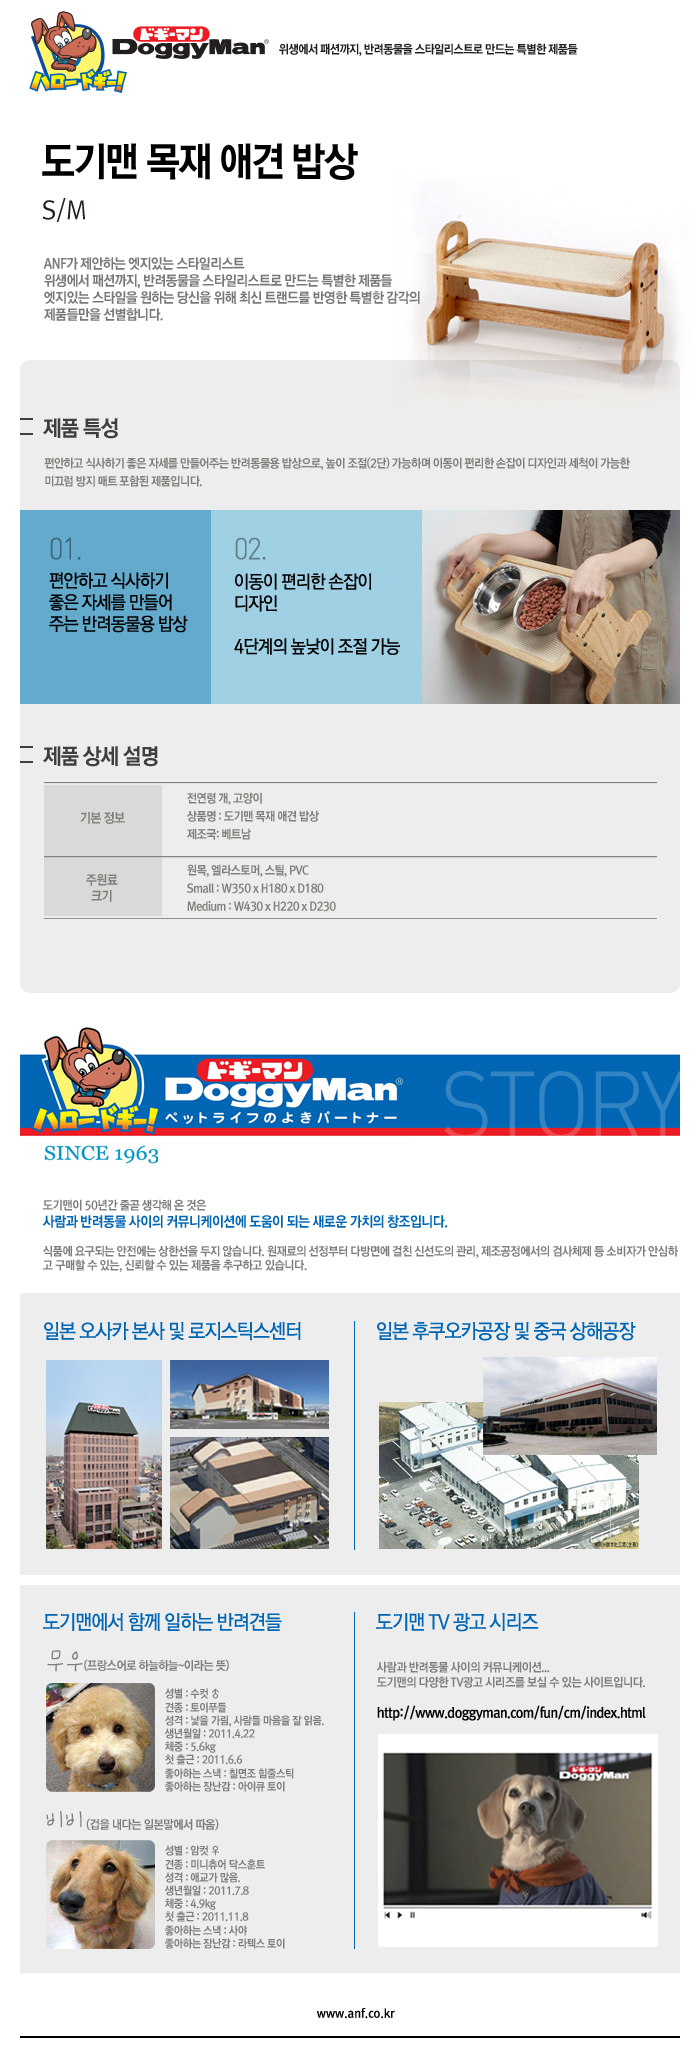 ハロー・ドギー!
ドギーマン
DoggyMan®
위생에서 패션까지, 반려동물을 스타일리스트로 만드는 특별한 제품들
도기맨 목재 애견 밥상
S/M
ANF가 제안하는 엣지있는 스타일리스트
위생에서 패션까지, 반려동물을 스타일리스트로 만드는 특별한 제품들
엣지있는 스타일을 원하는 당신을 위해 최신 트랜드를 반영한 특별한 감각의
제품들만을 선별합니다.
제품 특성
편안하고 식사하기 좋은 자세를 만들어주는 반려동물용 밥상으로, 높이 조절(2단) 가능하며 이동이 편리한 손잡이 디자인과 세척이 가능한
미끄럼 방지 매트 포함된 제품입니다.
01.
편안하고 식사하기
좋은 자세를 만들어
주는 반려동물용 밥상
02.
이동이 편리한 손잡이
디자인
4단계의 높낮이 조절 가능
제품 상세 설명
기본 정보
전연령 개, 고양이
상품명 : 도기맨 목재 애견 밥상
제조국: 베트남
주원료
크기
원목, 엘라스토머, 스틸, PVC
Small : W350 x H180 x D180
Medium : W430 x H220 x D230
ハロー・ドギー!
ドギーマン
DoggyMan®
ペットライフのよきパートナー
STORY
SINCE 1963
도기맨이 50년간 줄곧 생각해 온 것은
사람과 반려동물 사이의 커뮤니케이션에 도움이 되는 새로운 가치의 창조입니다.
식품에 요구되는 안전에는 상한선을 두지 않습니다. 원재료의 선정부터 다방면에 걸친 신선도의 관리, 제조공정에서의 검사체제 등 소비자가 안심하
고 구매할 수 있는, 신뢰할 수 있는 제품을 추구하고 있습니다.
일본 오사카 본사 및 로지스틱스센터
DoggyMan
일본 후쿠오카공장 및 중국 상해공장
DoggyMan
도기맨에서 함께 일하는 반려견들
무우 (프랑스어로 하늘하늘~이라는 뜻)
성별 : 수컷 ♂
견종 : 토이푸들
성격 : 낯을 가림, 사람들 마음을 잘 읽음.
생년월일 : 2011.4.22
체중 : 5.6kg
첫 출근 : 2011.6.6
좋아하는 스낵 : 칠면조 힘줄스틱
좋아하는 장난감 : 아이큐 토이
비비 (겁을 내다는 일본말에서 따옴)
성별 : 암컷 ♀
견종 : 미니츄어 닥스훈트
성격 : 애교가 많음.
생년월일 : 2011.7.8
체중 : 4.9kg
첫 출근 : 2011.11.8
좋아하는 스낵 : 사야
좋아하는 장난감 : 라텍스 토이
도기맨 TV 광고 시리즈
사람과 반려동물 사이의 커뮤니케이션...
도기맨의 다양한 TV광고 시리즈를 보실 수 있는 사이트입니다.
http://www.doggyman.com/fun/cm/index.html
ドギーマン
DoggyMan
www.anf.co.kr